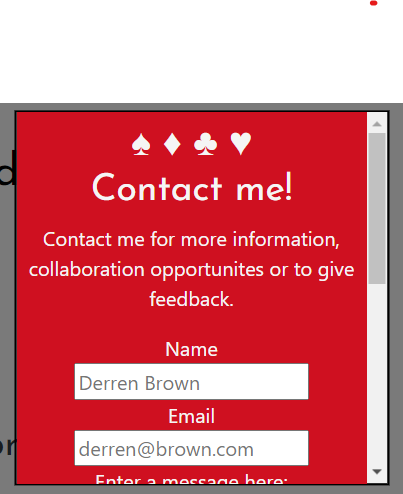 ♠ ♦ ♣ ♥
Contact me!
Contact me for more information,
collaboration opportunites or to give
feedback.
Name
Derren Brown
Email
derren@brown.com
Enter a message here: